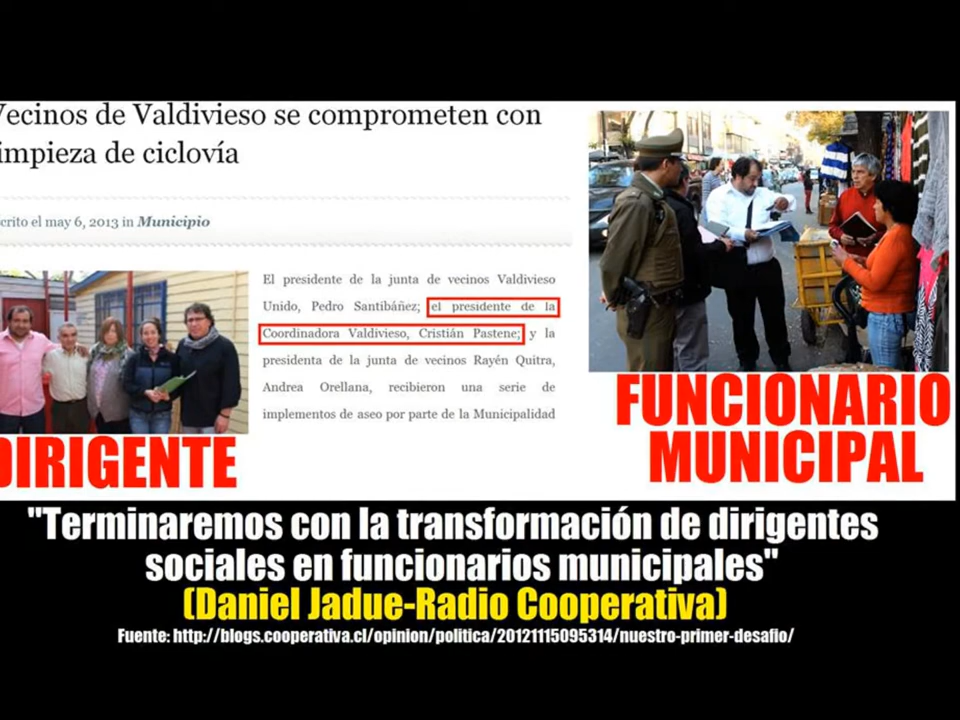 Vecinos de Valdivieso se comprometen con
limpieza de ciclovía
crito el may 6, 2013 in Municipio
El presidente de la junta de vecinos Valdivieso
Unido, Pedro Santibáñez; el presidente de la
Coordinadora Valdivieso, Cristián Pastene; y la
presidenta de la junta de vecinos Rayén Quitra,
Andrea Orellana, recibieron una serie de
implementos de aseo por parte de la Municipalidad
DIRIGENTE
FUNCIONARIO
MUNICIPAL
"Terminaremos con la transformación de dirigentes
sociales en funcionarios municipales"
(Daniel Jadue-Radio Cooperativa)
Fuente: http://blogs.cooperativa.cl/opinion/politica/20121115095314/nuestro-primer-desafio/